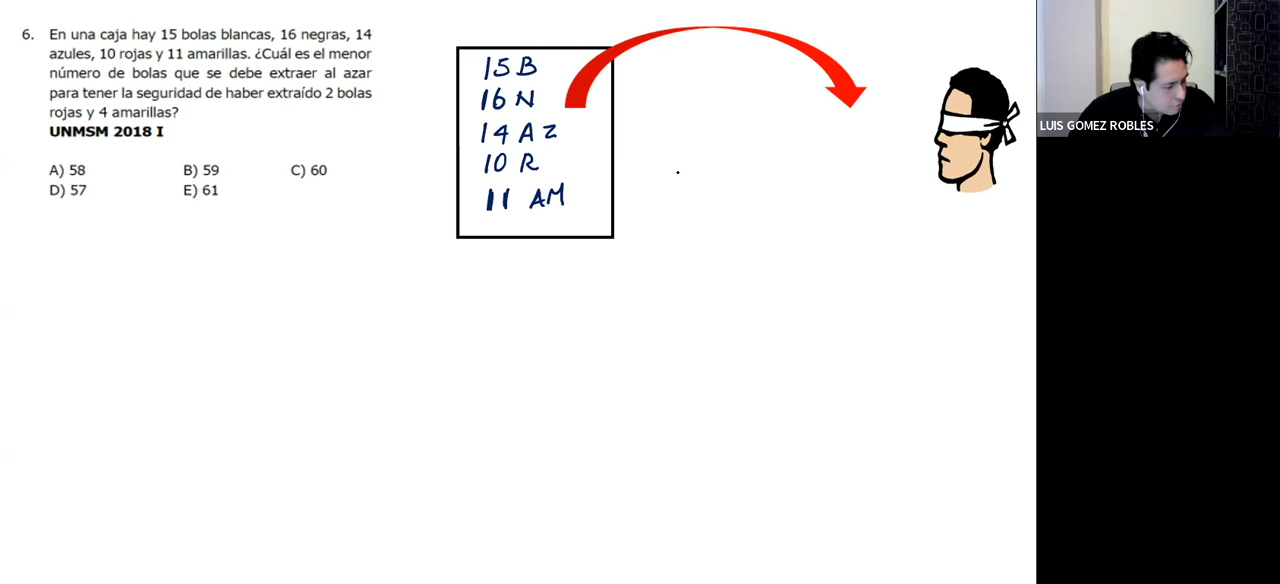 6. En una caja hay 15 bolas blancas, 16 negras, 14
azules, 10 rojas y 11 amarillas. ¿Cuál es el menor
número de bolas que se debe extraer al azar
para tener la seguridad de haber extraído 2 bolas
rojas y 4 amarillas?
UNMSM 2018 I
A) 58 B) 59 C) 60
D) 57 E) 61
15 B
16 N
14 A Z
10 R
11 AM
LUIS GOMEZ ROBLES